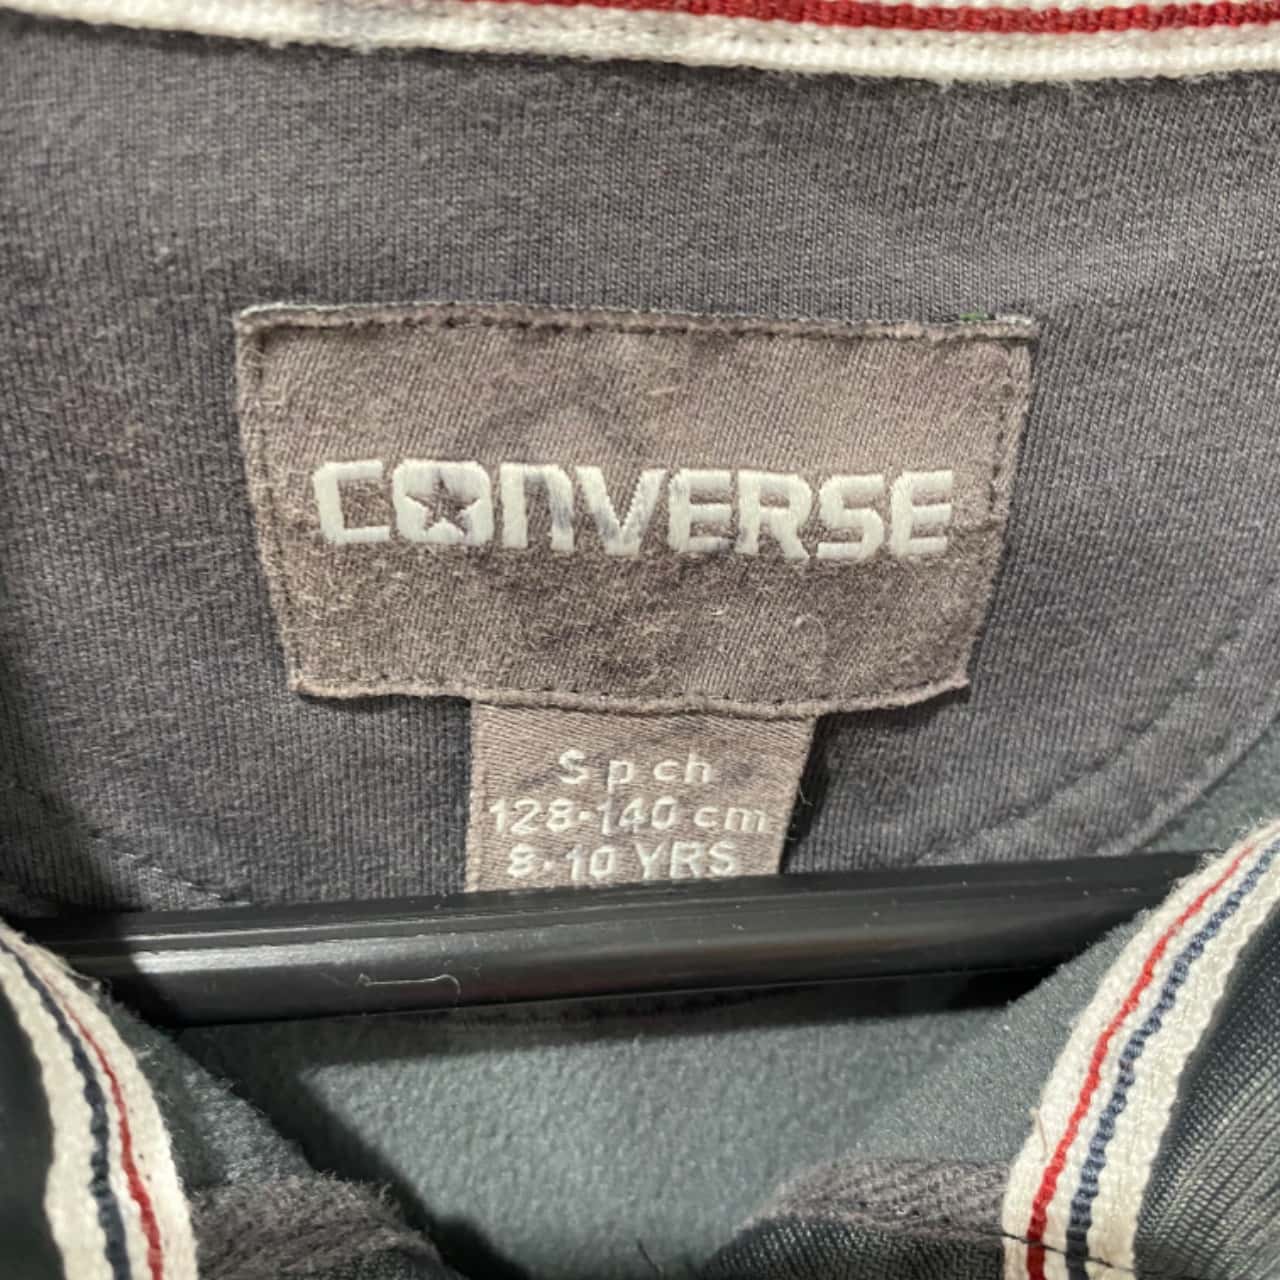 CONVERSE
S p ch
128-140 cm
8-10 YRS